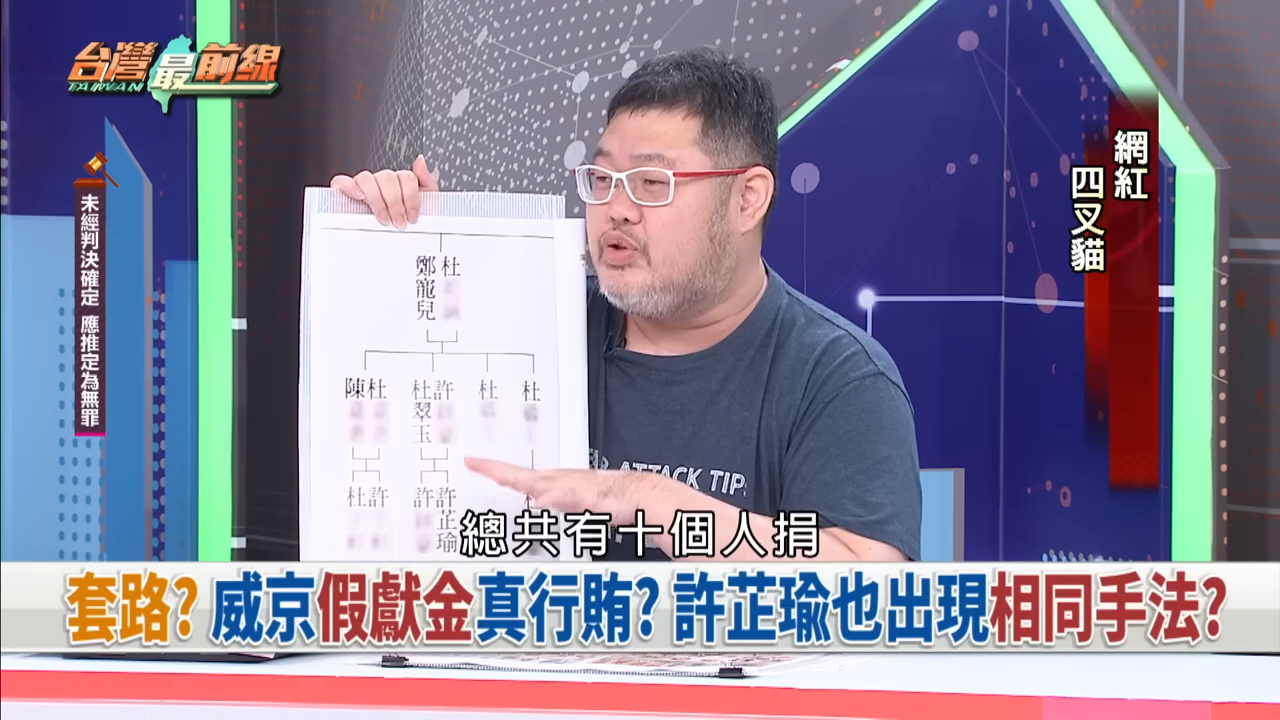 台灣最前線
TAIWAN
未經判決確定 應推定為無罪
網紅
四叉貓
杜
鄭寵兒
陳杜
杜許
翠玉
杜
杜
杜許
許許
芷瑜
ATTACK TIP
總共有十個人捐
套路? 威京假獻金真行賄? 許芷瑜也出現相同手法?